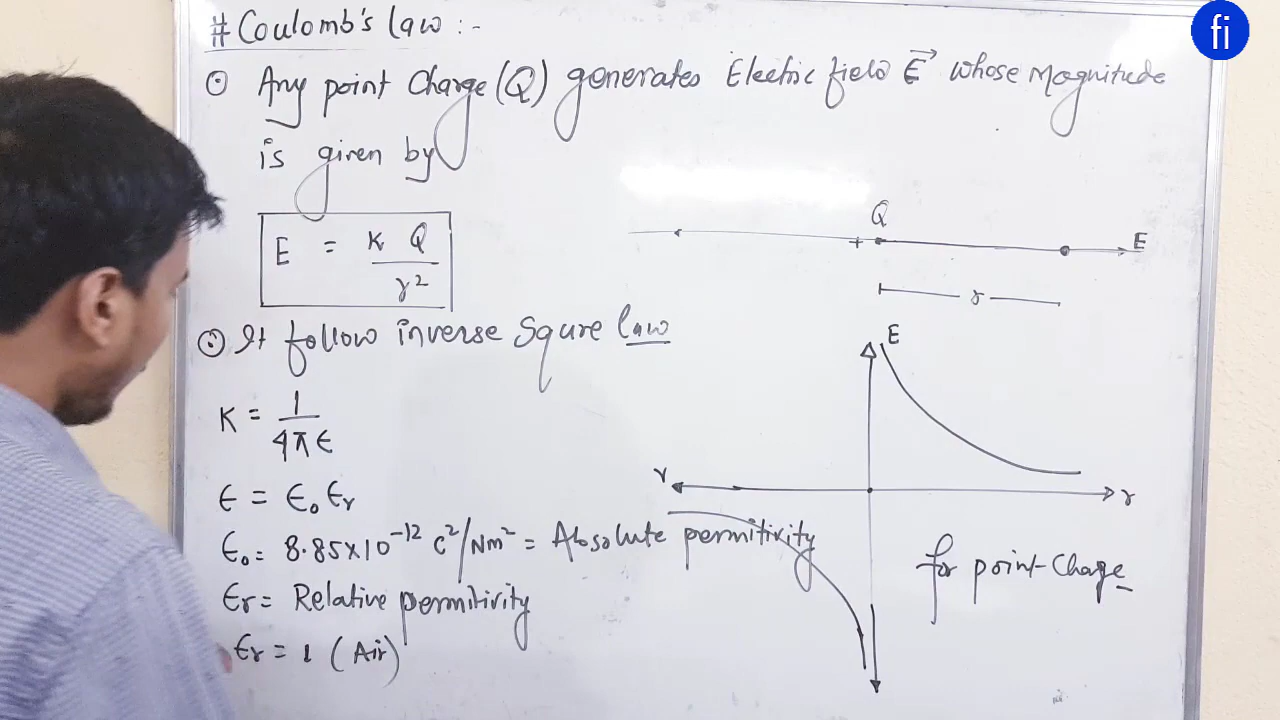 fi
# Coulomb's law :-
⊙ Any point Charge (Q) generates Electric field E⃗ whose Magnitude
is given by
E = K Q / r²
Q
+
E
r
⊙ It follow inverse Squre law
K = 1 / 4πϵ
ϵ = ϵ₀ ϵr
ϵ₀ = 8.85×10⁻¹² C²/Nm² = Absolute permitivity
ϵr = Relative permitivity
ϵr = 1 (Air)
E
r
r
for point-Charge